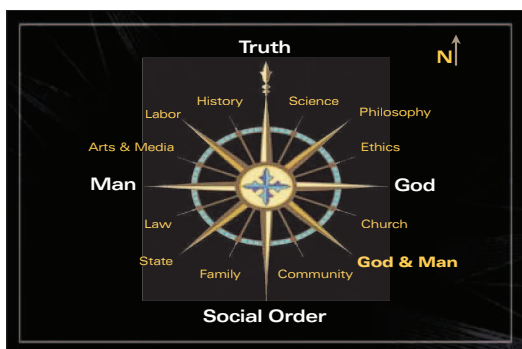 Truth
N
History
Science
Labor
Philosophy
Arts & Media
Ethics
Man
God
Law
Church
State
God & Man
Family
Community
Social Order